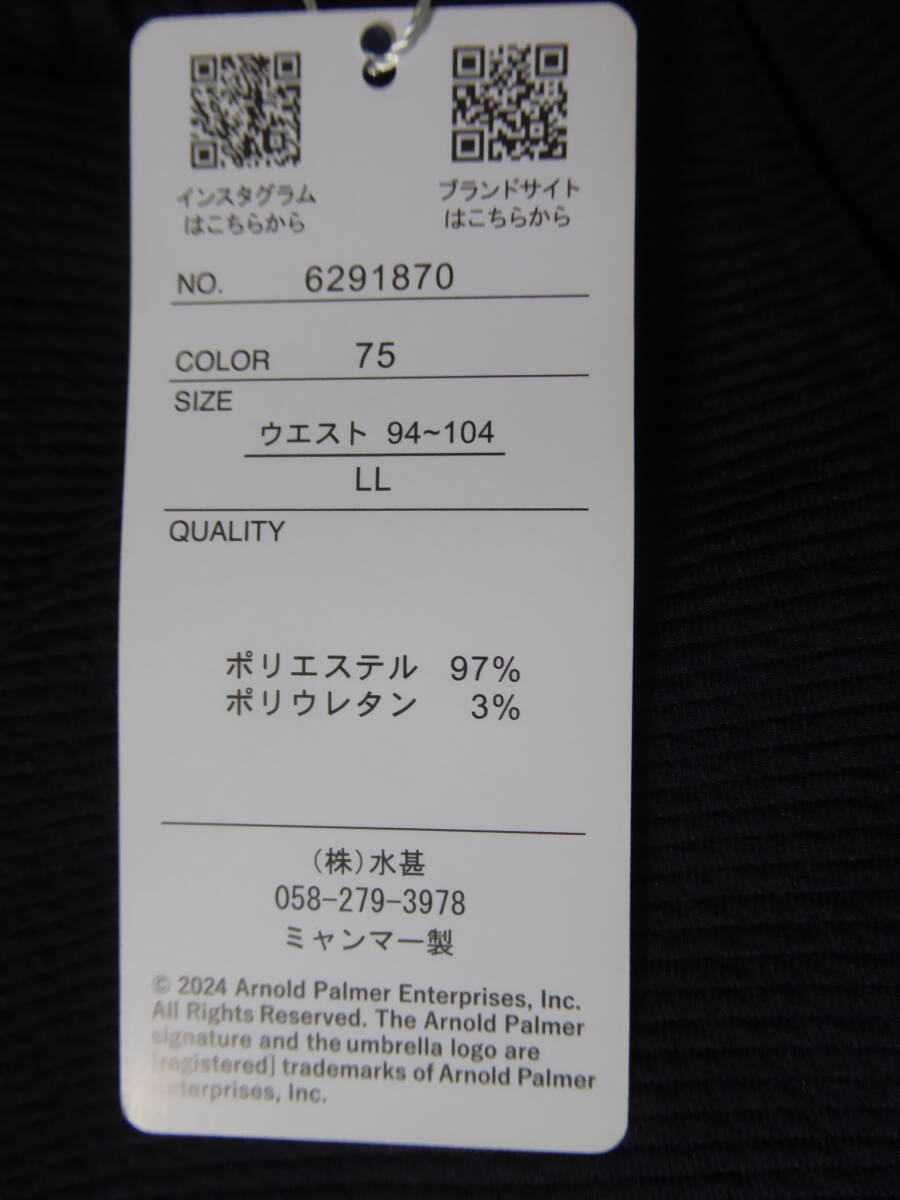 インスタグラム
はこちらから
ブランドサイト
はこちらから
NO. 6291870
COLOR 75
SIZE
ウエスト 94~104
LL
QUALITY
ポリエステル 97%
ポリウレタン 3%
(株)水甚
058-279-3978
ミャンマー製
© 2024 Arnold Palmer Enterprises, Inc.
All Rights Reserved. The Arnold Palmer
signature and the umbrella logo are
[registered] trademarks of Arnold Palmer
Enterprises, Inc.